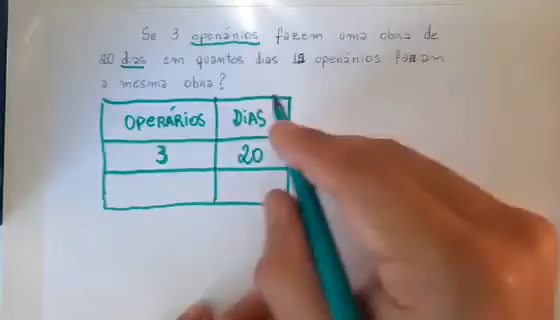 Se 3 operários fazem uma obra de
20 dias em quantos dias operários fazam
a mesma obra?
OPERÁRIOS DiAS
3 20